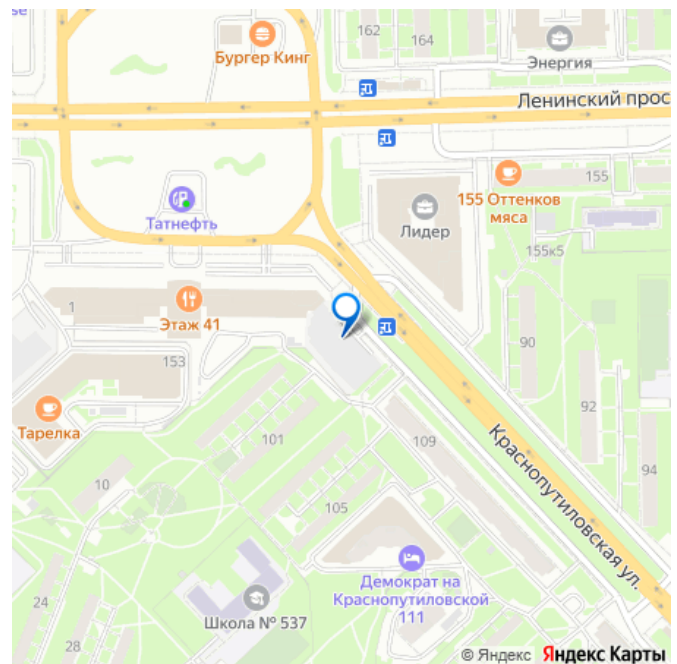 se
162
164
Бургер Кинг
Энергия
Ленинский прос
155
155 Оттенков
мяса
Татнефть
Лидер
155к5
1
Этаж 41
90
153
92
Тарелка
101
109
Краснопутиловская ул.
94
10
105
Демократ на
Краснопутиловской
111
24
Школа № 537
28
© Яндекс Яндекс Карты